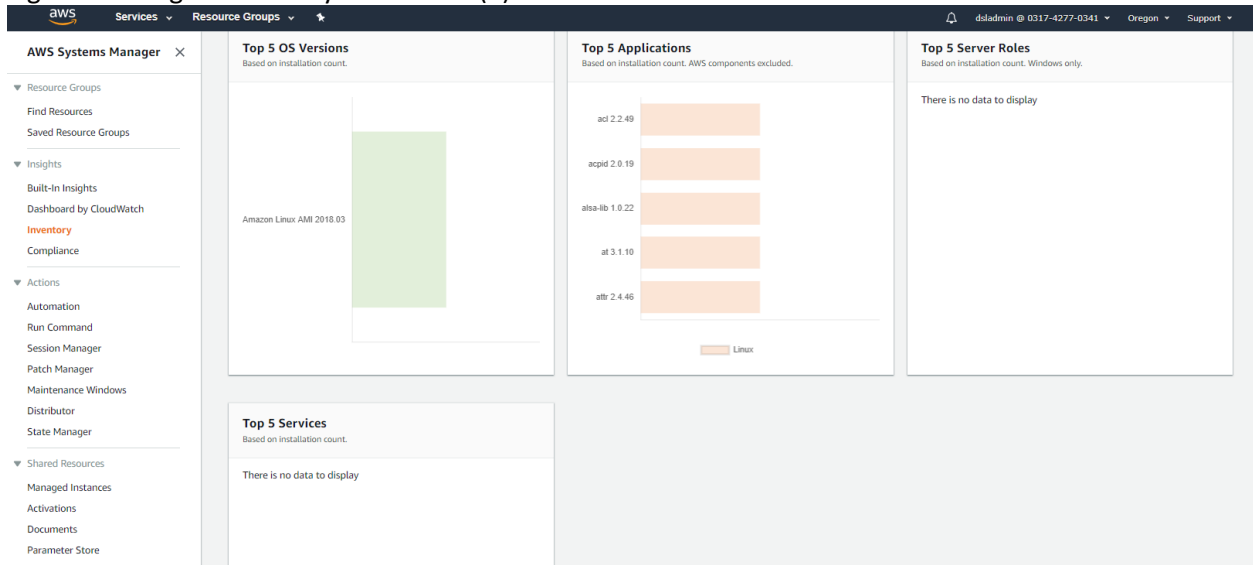 aws
Services
Resource Groups
dsladmin @ 0317-4277-0341
Oregon
Support
AWS Systems Manager
Resource Groups
Find Resources
Saved Resource Groups
Insights
Built-In Insights
Dashboard by CloudWatch
Inventory
Compliance
Actions
Automation
Run Command
Session Manager
Patch Manager
Maintenance Windows
Distributor
State Manager
Shared Resources
Managed Instances
Activations
Documents
Parameter Store
Top 5 OS Versions
Based on installation count.
Amazon Linux AMI 2018.03
Top 5 Applications
Based on installation count. AWS components excluded.
acl 2.2.49
acpid 2.0.19
alsa-lib 1.0.22
at 3.1.10
attr 2.4.46
Linux
Top 5 Server Roles
Based on installation count. Windows only.
There is no data to display
Top 5 Services
Based on installation count.
There is no data to display